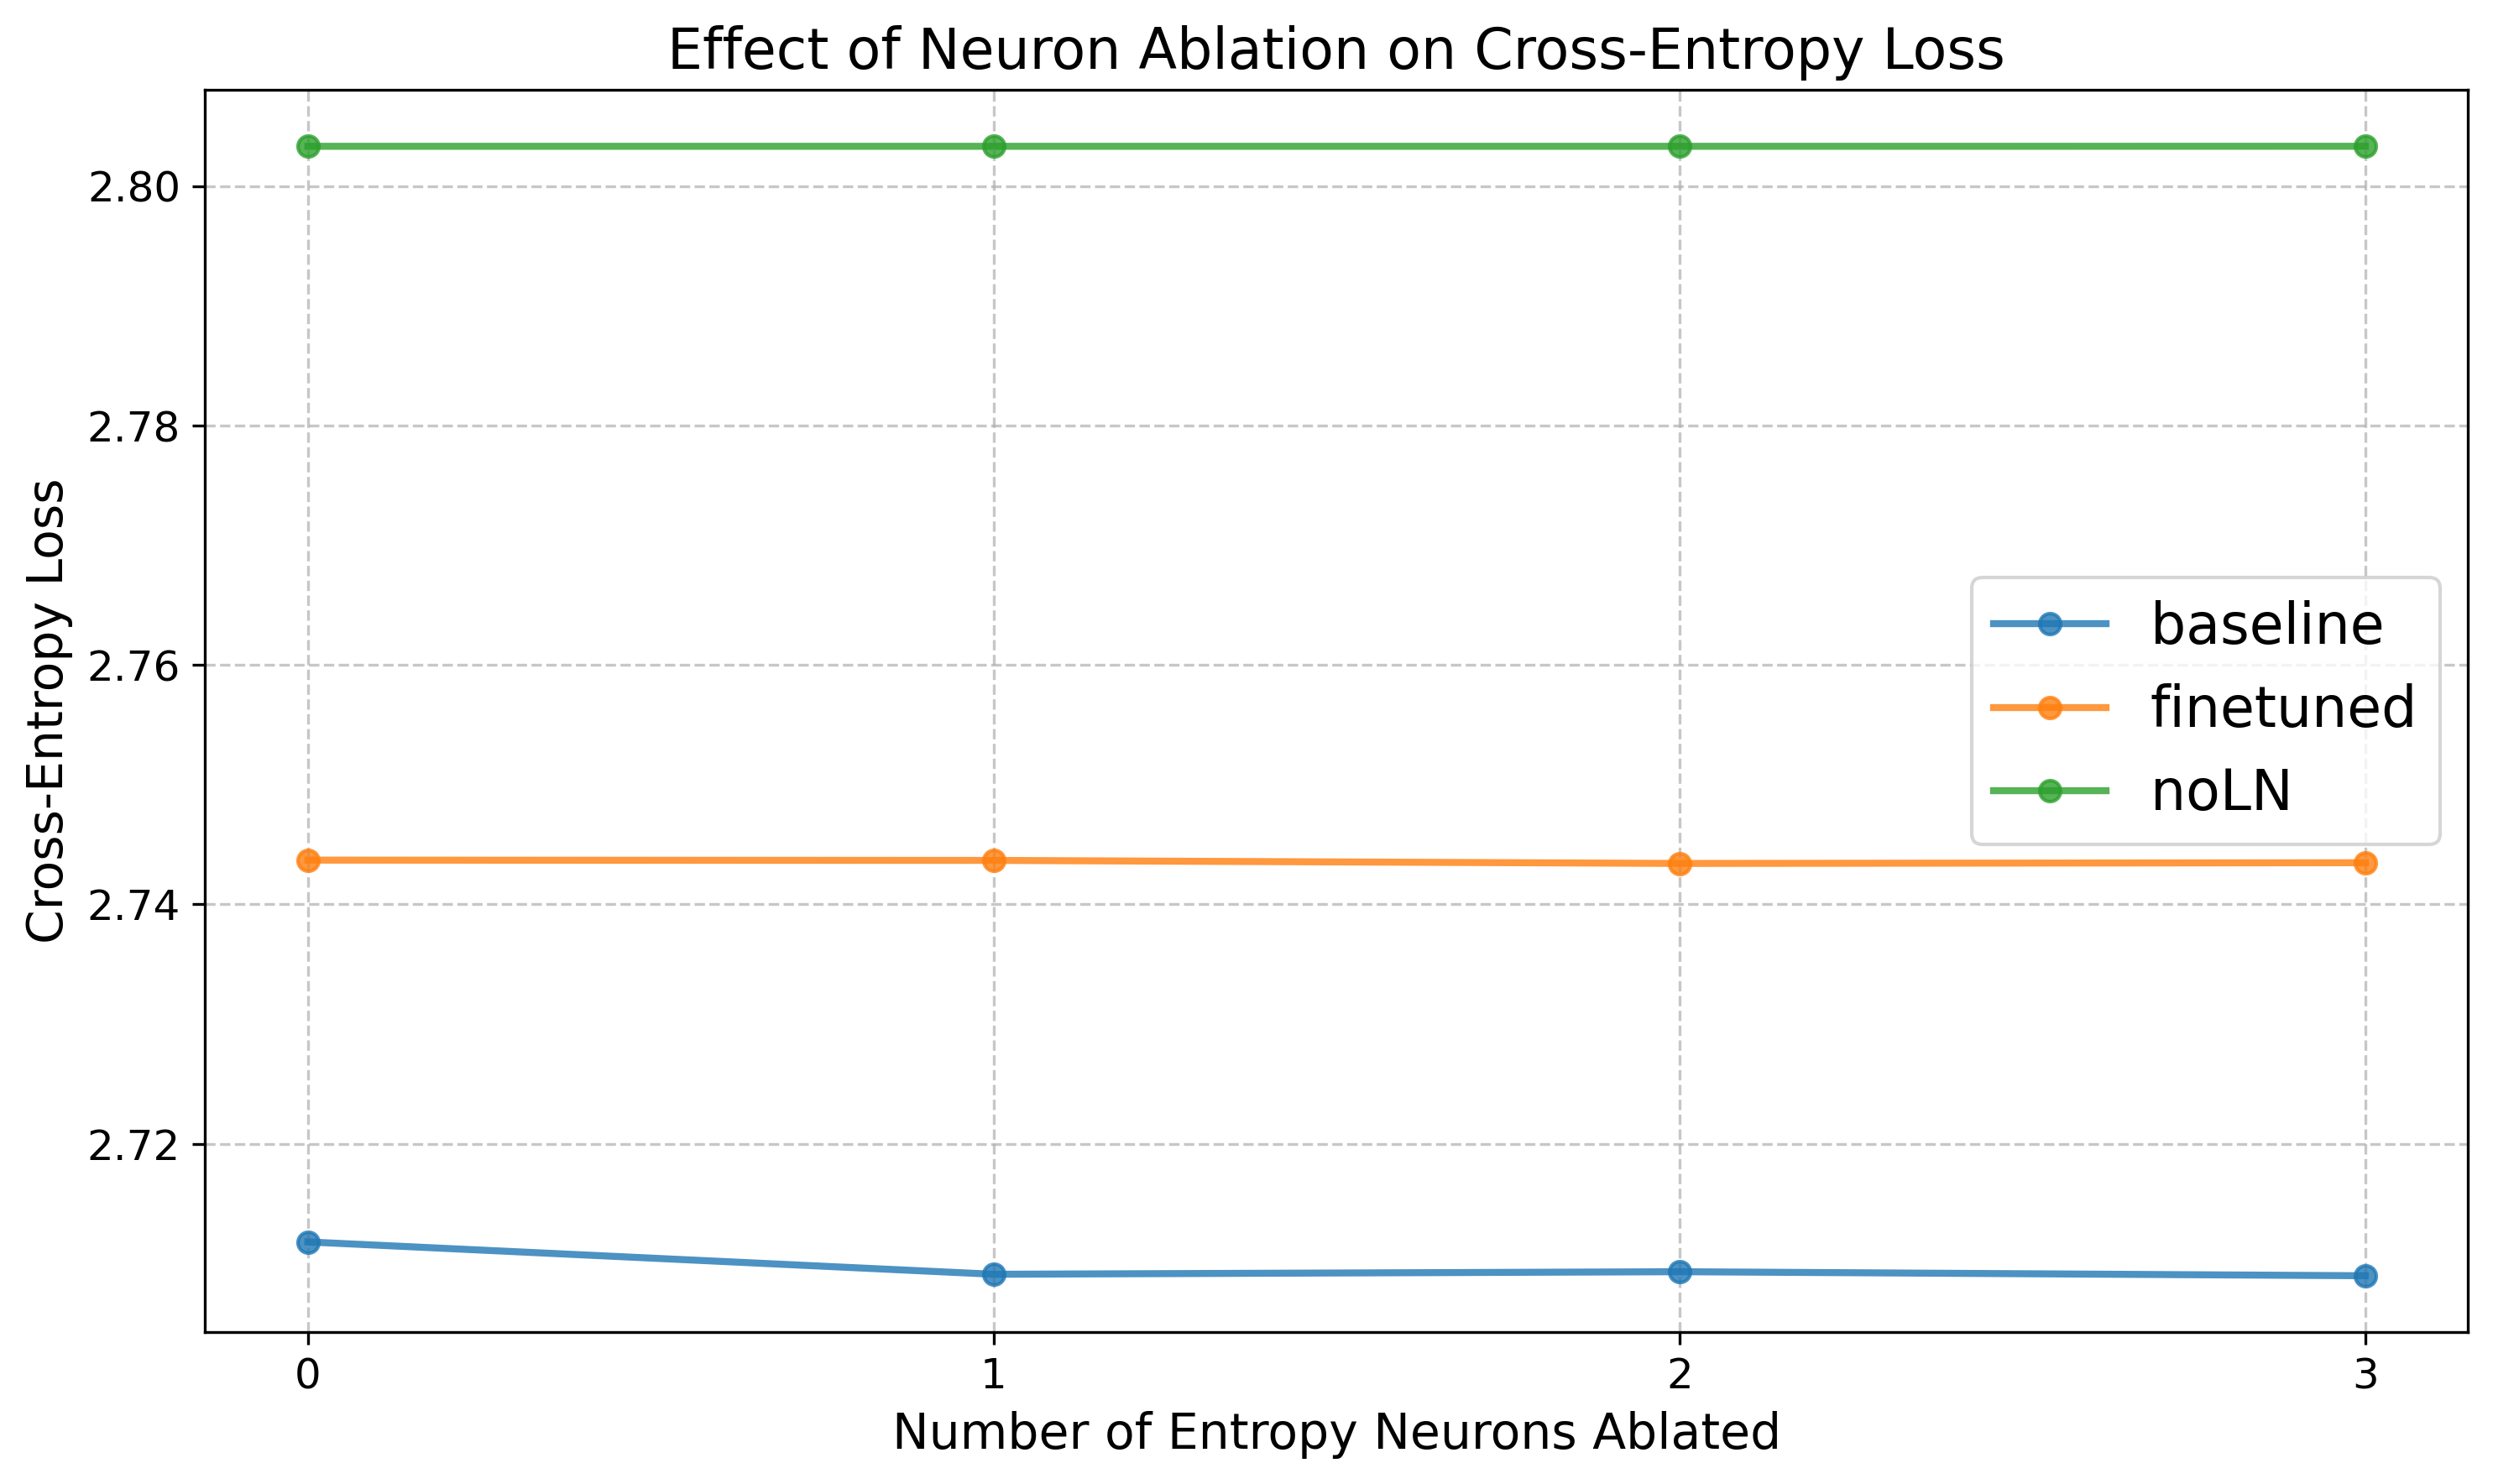 Effect of Neuron Ablation on Cross-Entropy Loss
Cross-Entropy Loss
2.80
2.78
2.76
2.74
2.72
baseline
finetuned
noLN
0 1 2 3
Number of Entropy Neurons Ablated